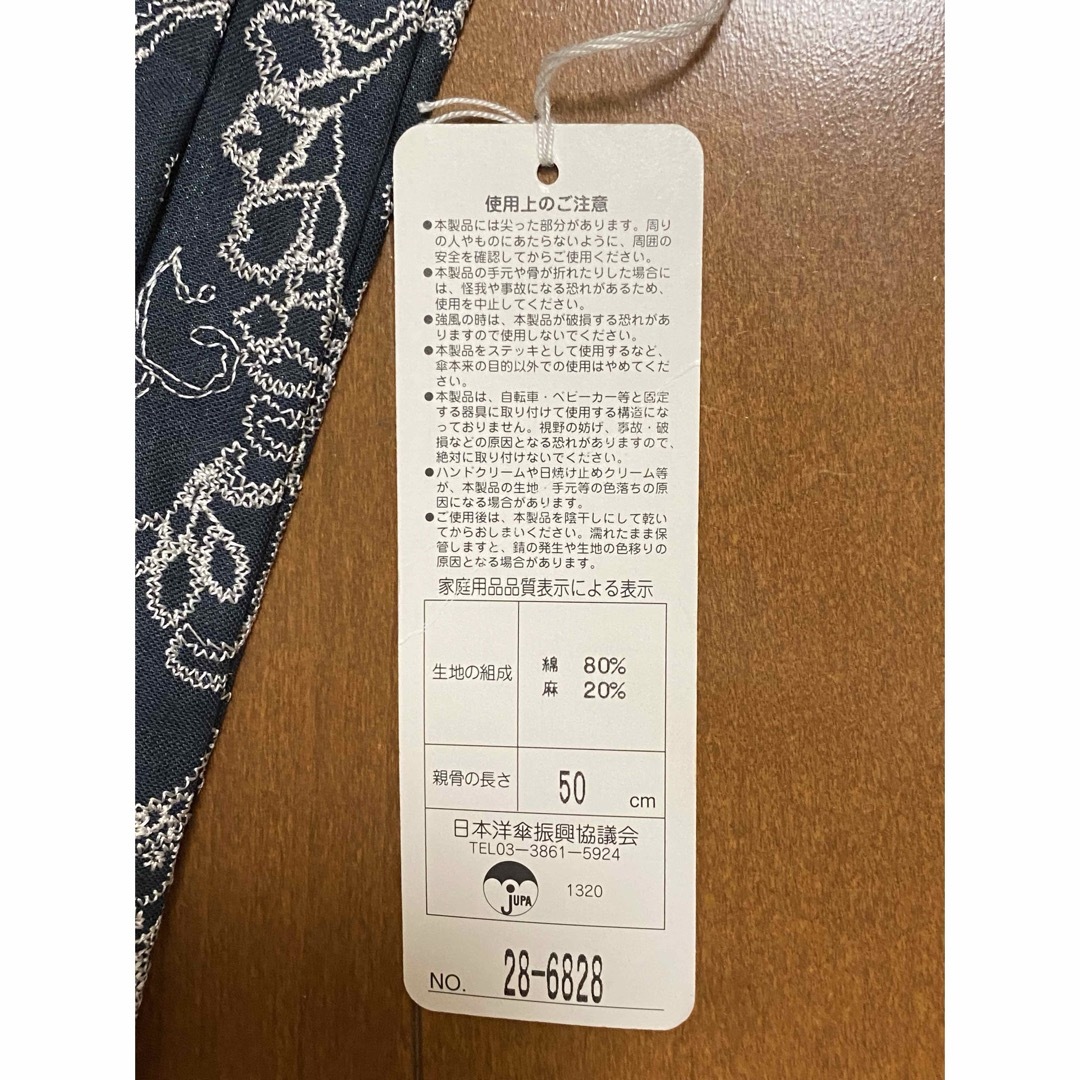 使用上のご注意
●本製品には尖った部分があります。周り
の人やものにあたらないように、周囲の
安全を確認してからご使用ください。
●本製品の手元や骨が折れたりした場合に
は、怪我や事故になる恐れがあるため、
使用を中止してください。
●強風の時は、本製品が破損する恐れがあ
りますので使用しないでください。
●本製品をステッキとして使用するなど、
傘本来の目的以外での使用はやめてくだ
さい。
●本製品は、自転車・ベビーカー等と固定
する器具に取り付けて使用する構造にな
っておりません。視野の妨げ、事故・破
損などの原因となる恐れがありますので、
絶対に取り付けないでください。
●ハンドクリームや日焼け止めクリーム等
が、本製品の生地・手元等の色落ちの原
因になる場合があります。
●ご使用後は、本製品を陰干しにして乾い
てからおしまいください。濡れたまま保
管しますと、錆の発生や生地の色移りの
原因となる場合があります。
家庭用品品質表示による表示
生地の組成 綿 80%
麻 20%
親骨の長さ 50 cm
日本洋傘振興協議会
TEL03-3861-5924
JUPA 1320
NO. 28-6828